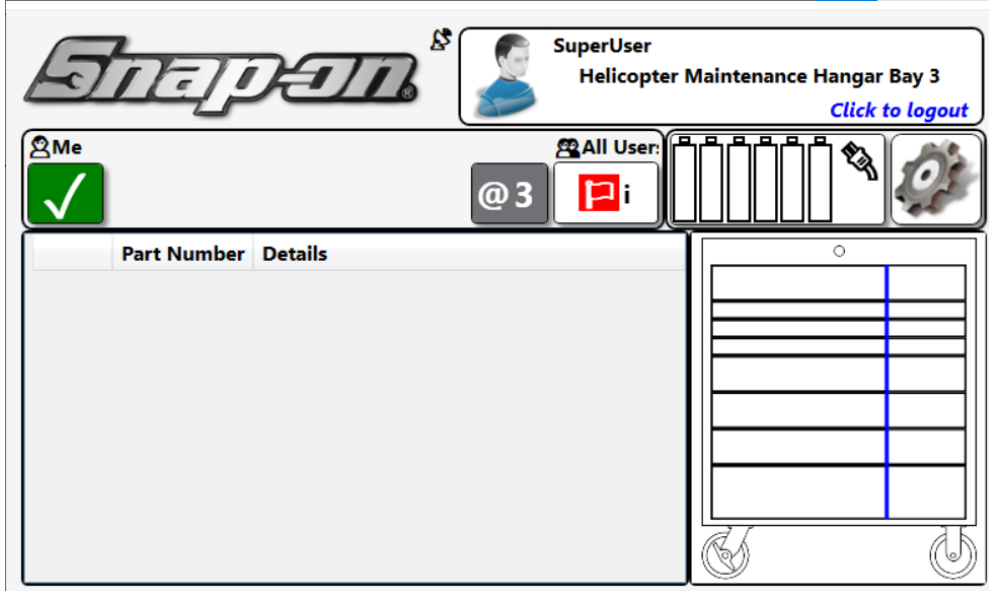 Snap-on®
SuperUser
Helicopter Maintenance Hangar Bay 3
Click to logout
Me
All User:
@ 3
i
Part Number Details